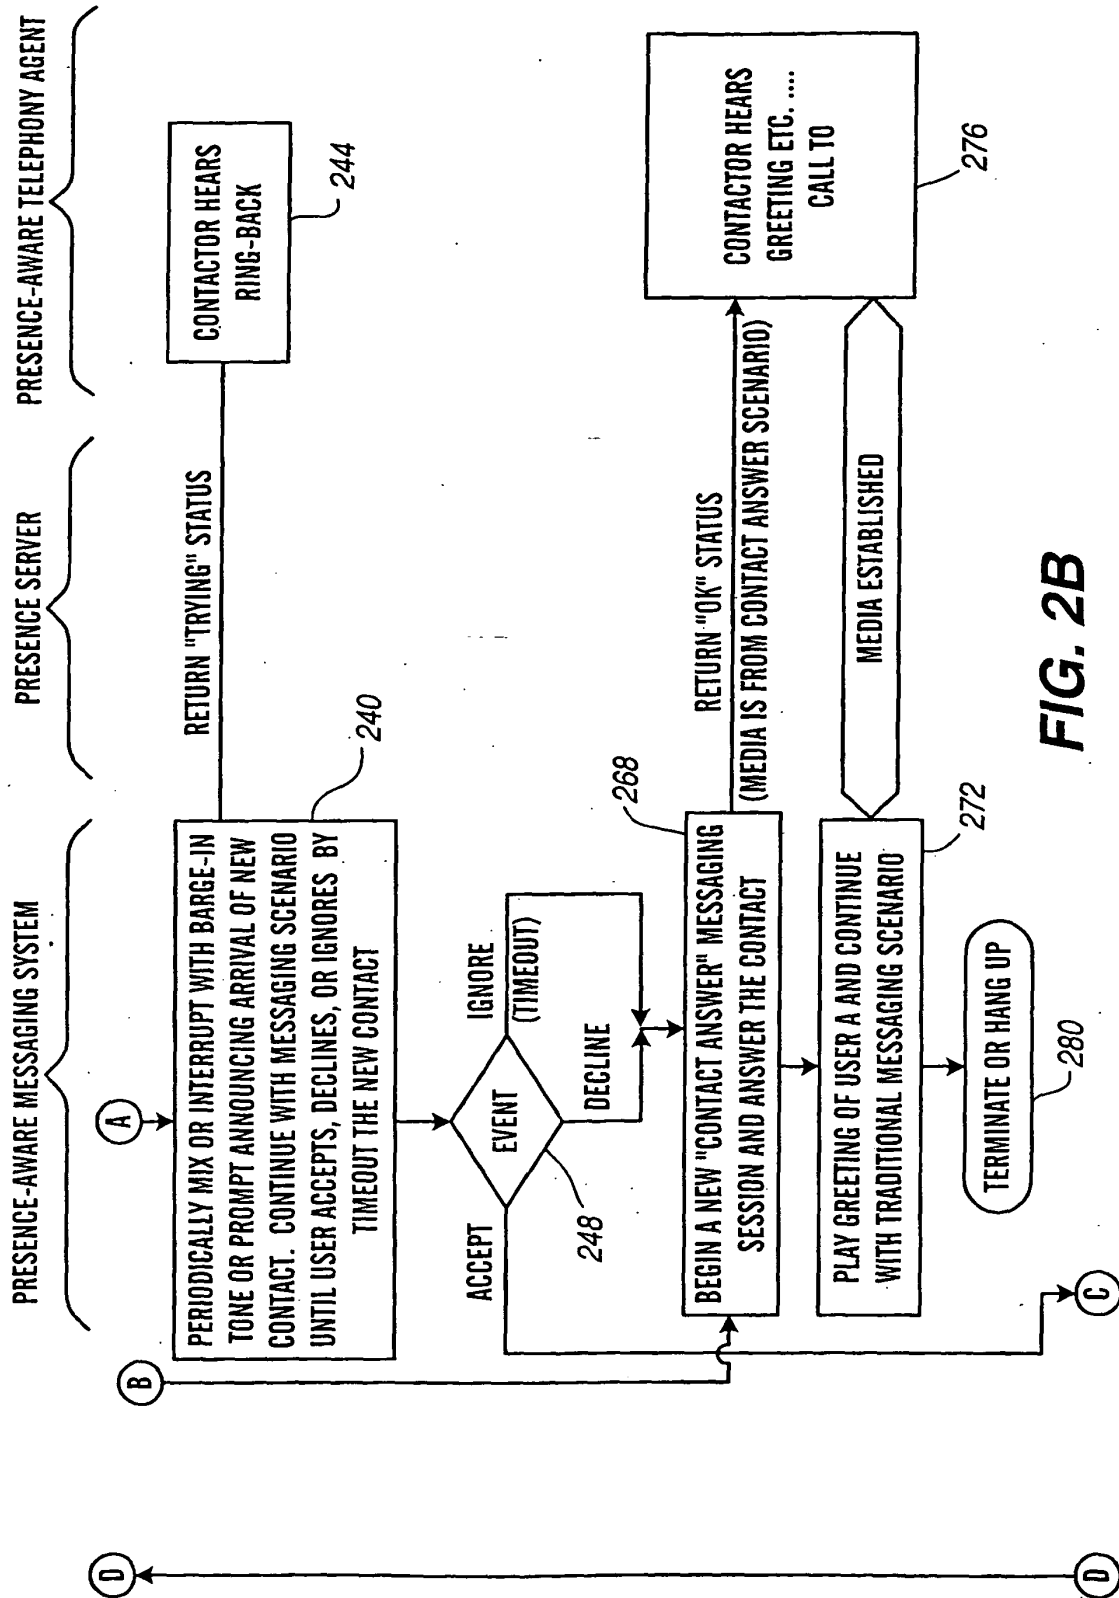 PRESENCE-AWARE MESSAGING SYSTEM
PRESENCE SERVER
PRESENCE-AWARE TELEPHONY AGENT
A
B
D
PERIODICALLY MIX OR INTERRUPT WITH BARGE-IN
TONE OR PROMPT ANNOUNCING ARRIVAL OF NEW
CONTACT. CONTINUE WITH MESSAGING SCENARIO
UNTIL USER ACCEPTS, DECLINES, OR IGNORES BY
TIMEOUT THE NEW CONTACT
240
RETURN "TRYING" STATUS
CONTACTOR HEARS
RING-BACK
244
EVENT
248
ACCEPT
DECLINE
IGNORE
(TIMEOUT)
BEGIN A NEW "CONTACT ANSWER" MESSAGING
SESSION AND ANSWER THE CONTACT
268
RETURN "OK" STATUS
(MEDIA IS FROM CONTACT ANSWER SCENARIO)
CONTACTOR HEARS
GREETING ETC. ....
CALL TO
276
PLAY GREETING OF USER A AND CONTINUE
WITH TRADITIONAL MESSAGING SCENARIO
272
MEDIA ESTABLISHED
TERMINATE OR HANG UP
280
C
D
FIG. 2B